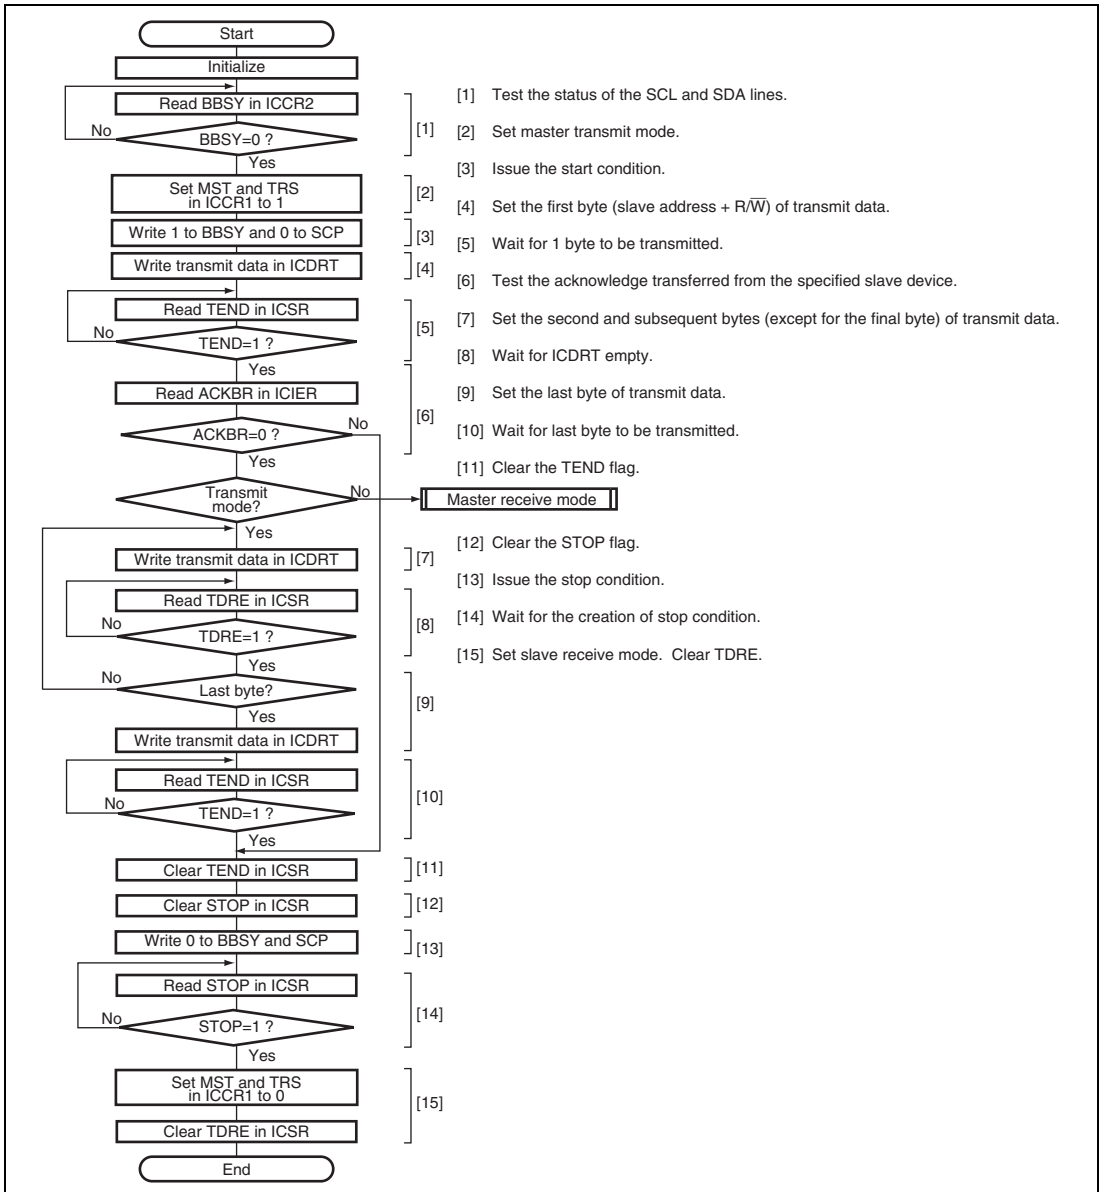 Start
Initialize
Read BBSY in ICCR2
No
BBSY=0 ?
[1]
Yes
Set MST and TRS
in ICCR1 to 1
[2]
Write 1 to BBSY and 0 to SCP
[3]
Write transmit data in ICDRT
[4]
Read TEND in ICSR
No
TEND=1 ?
[5]
Yes
Read ACKBR in ICIER
[6]
ACKBR=0 ?
No
Yes
Transmit
mode?
No
Master receive mode
Yes
Write transmit data in ICDRT
[7]
Read TDRE in ICSR
No
TDRE=1 ?
[8]
Yes
No
Last byte?
[9]
Yes
Write transmit data in ICDRT
Read TEND in ICSR
[10]
No
TEND=1 ?
Yes
Clear TEND in ICSR
[11]
Clear STOP in ICSR
[12]
Write 0 to BBSY and SCP
[13]
Read STOP in ICSR
[14]
No
STOP=1 ?
Yes
Set MST and TRS
in ICCR1 to 0
[15]
Clear TDRE in ICSR
End
[1] Test the status of the SCL and SDA lines.
[2] Set master transmit mode.
[3] Issue the start condition.
[4] Set the first byte (slave address + R/W̅) of transmit data.
[5] Wait for 1 byte to be transmitted.
[6] Test the acknowledge transferred from the specified slave device.
[7] Set the second and subsequent bytes (except for the final byte) of transmit data.
[8] Wait for ICDRT empty.
[9] Set the last byte of transmit data.
[10] Wait for last byte to be transmitted.
[11] Clear the TEND flag.
[12] Clear the STOP flag.
[13] Issue the stop condition.
[14] Wait for the creation of stop condition.
[15] Set slave receive mode. Clear TDRE.